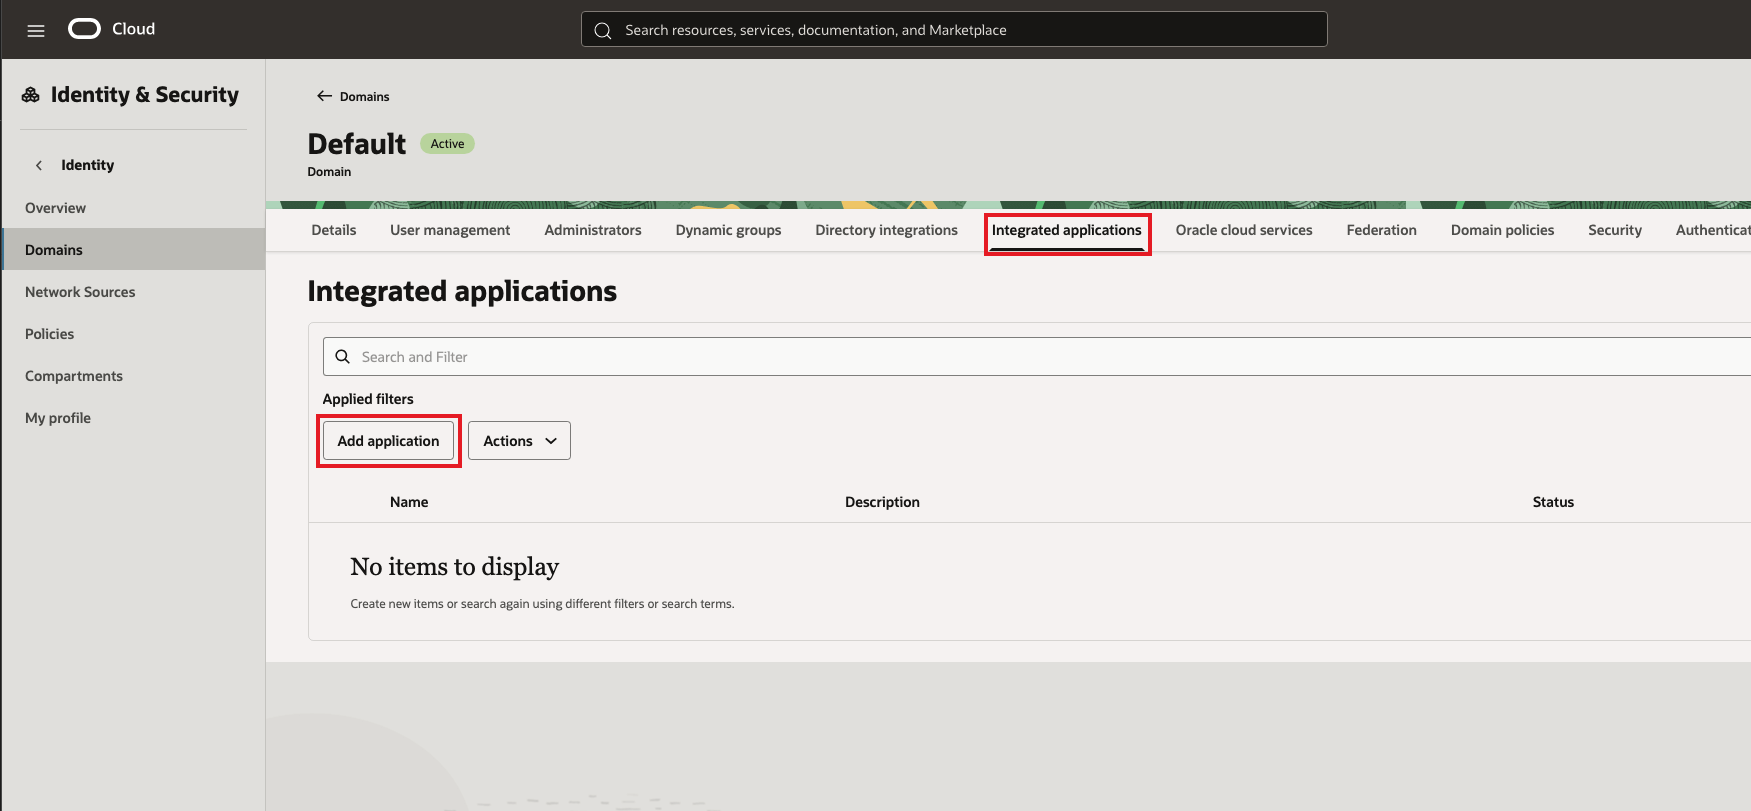 Cloud
Search resources, services, documentation, and Marketplace
Identity & Security
Identity
Overview
Domains
Network Sources
Policies
Compartments
My profile
Domains
Default Active
Domain
Details User management Administrators Dynamic groups Directory integrations Integrated applications Oracle cloud services Federation Domain policies Security Authenticat
Integrated applications
Search and Filter
Applied filters
Add application Actions
Name Description Status
No items to display
Create new items or search again using different filters or search terms.